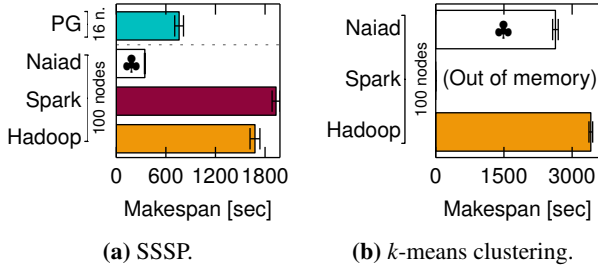 PG
16 n.
Naiad
Spark
Hadoop
100 nodes
0 600 1200 1800
Makespan [sec]
(a) SSSP.
Naiad
Spark
(Out of memory)
Hadoop
100 nodes
0 1500 3000
Makespan [sec]
(b) k-means clustering.